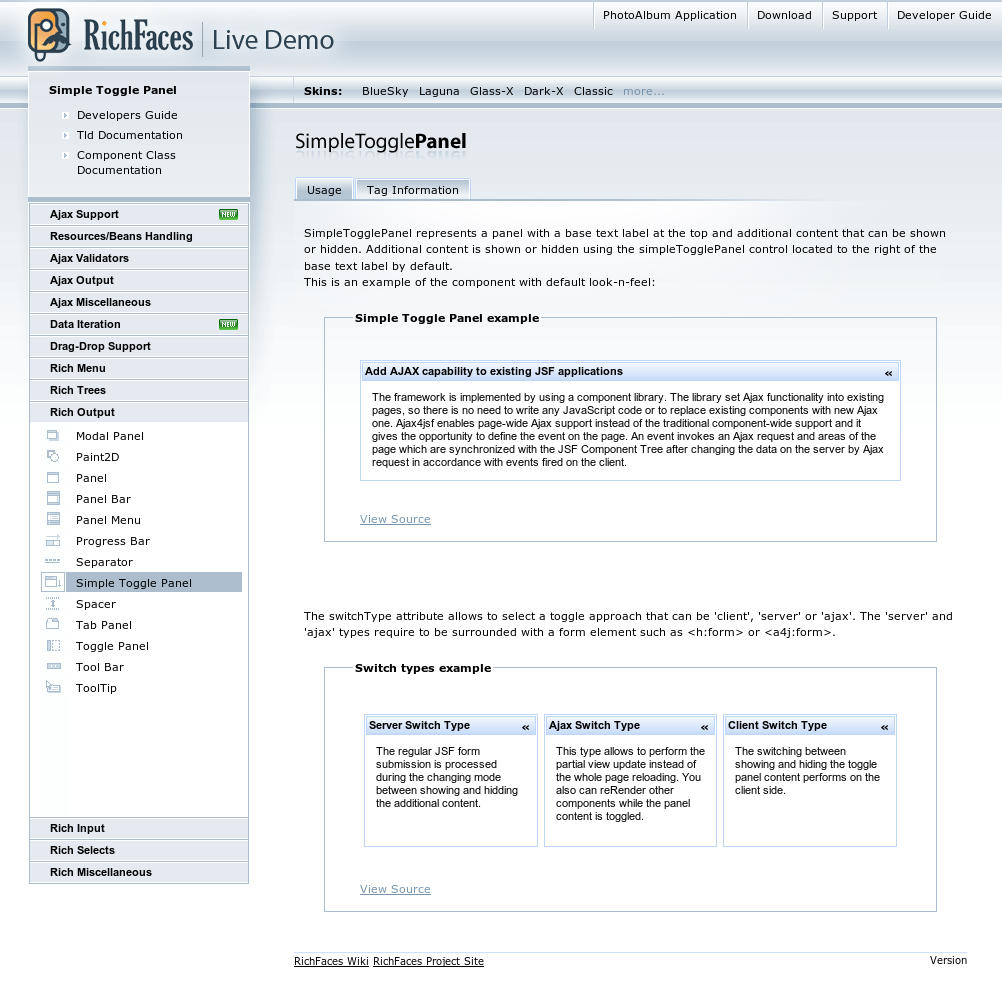 RichFaces Live Demo
PhotoAlbum Application
Download
Support
Developer Guide
Simple Toggle Panel
Developers Guide
Tld Documentation
Component Class
Documentation
Skins: BlueSky Laguna Glass-X Dark-X Classic more...
Ajax Support NEW
Resources/Beans Handling
Ajax Validators
Ajax Output
Ajax Miscellaneous
Data Iteration NEW
Drag-Drop Support
Rich Menu
Rich Trees
Rich Output
Modal Panel
Paint2D
Panel
Panel Bar
Panel Menu
Progress Bar
Separator
Simple Toggle Panel
Spacer
Tab Panel
Toggle Panel
Tool Bar
ToolTip
Rich Input
Rich Selects
Rich Miscellaneous
SimpleTogglePanel
Usage
Tag Information
SimpleTogglePanel represents a panel with a base text label at the top and additional content that can be shown
or hidden. Additional content is shown or hidden using the simpleTogglePanel control located to the right of the
base text label by default.
This is an example of the component with default look-n-feel:
Simple Toggle Panel example
Add AJAX capability to existing JSF applications «
The framework is implemented by using a component library. The library set Ajax functionality into existing
pages, so there is no need to write any JavaScript code or to replace existing components with new Ajax
one. Ajax4jsf enables page-wide Ajax support instead of the traditional component-wide support and it
gives the opportunity to define the event on the page. An event invokes an Ajax request and areas of the
page which are synchronized with the JSF Component Tree after changing the data on the server by Ajax
request in accordance with events fired on the client.
View Source
The switchType attribute allows to select a toggle approach that can be 'client', 'server' or 'ajax'. The 'server' and
'ajax' types require to be surrounded with a form element such as <h:form> or <a4j:form>.
Switch types example
Server Switch Type «
The regular JSF form
submission is processed
during the changing mode
between showing and hidding
the additional content.
Ajax Switch Type «
This type allows to perform the
partial view update instead of
the whole page reloading. You
also can reRender other
components while the panel
content is toggled.
Client Switch Type «
The switching between
showing and hiding the toggle
panel content performs on the
client side.
View Source
RichFaces Wiki RichFaces Project Site
Version